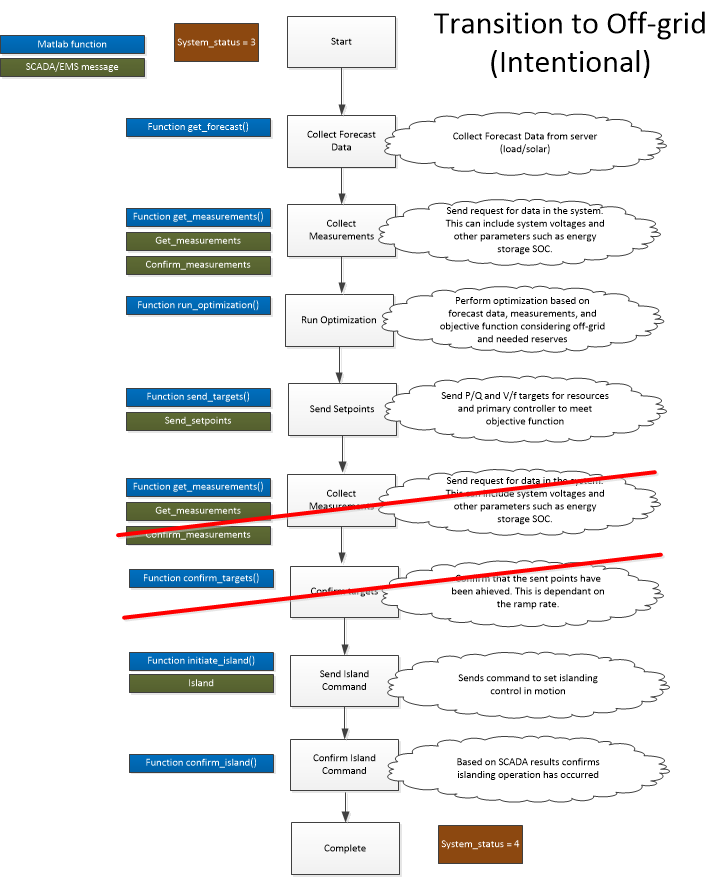 Transition to Off-grid
(Intentional)
Matlab function
SCADA/EMS message
System_status = 3
Start
Function get_forecast()
Collect Forecast
Data
Collect Forecast Data from server
(load/solar)
Function get_measurements()
Get_measurements
Confirm_measurements
Collect
Measurements
Send request for data in the system.
This can include system voltages and
other parameters such as energy
storage SOC.
Function run_optimization()
Run Optimization
Perform optimization based on
forecast data, measurements, and
objective function considering off-grid
and needed reserves
Function send_targets()
Send_setpoints
Send Setpoints
Send P/Q and V/f targets for resources
and primary controller to meet
objective function
Function get_measurements()
Get_measurements
Confirm_measurements
Collect
Measurements
Send request for data in the system.
This can include system voltages and
other parameters such as energy
storage SOC.
Function confirm_targets()
Confirm targets
Confirm that the sent points have
been ahieved. This is dependant on
the ramp rate.
Function initiate_island()
Island
Send Island
Command
Sends command to set islanding
control in motion
Function confirm_island()
Confirm Island
Command
Based on SCADA results confirms
islanding operation has occurred
Complete
System_status = 4